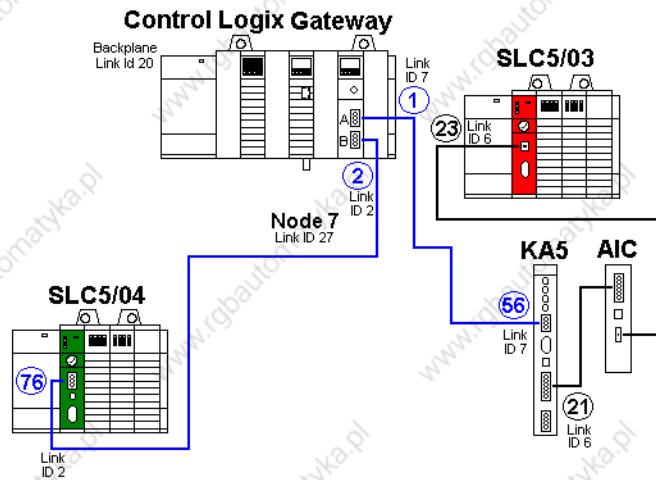 Control Logix Gateway
Backplane
Link Id 20
Link
ID 7
1
A
B
2
Link
ID 2
Node 7
Link ID 27
SLC5/03
23
Link
ID 6
KA5
AIC
56
Link
ID 7
21
Link
ID 6
SLC5/04
76
Link
ID 2
www.rgbautomatyka.pl